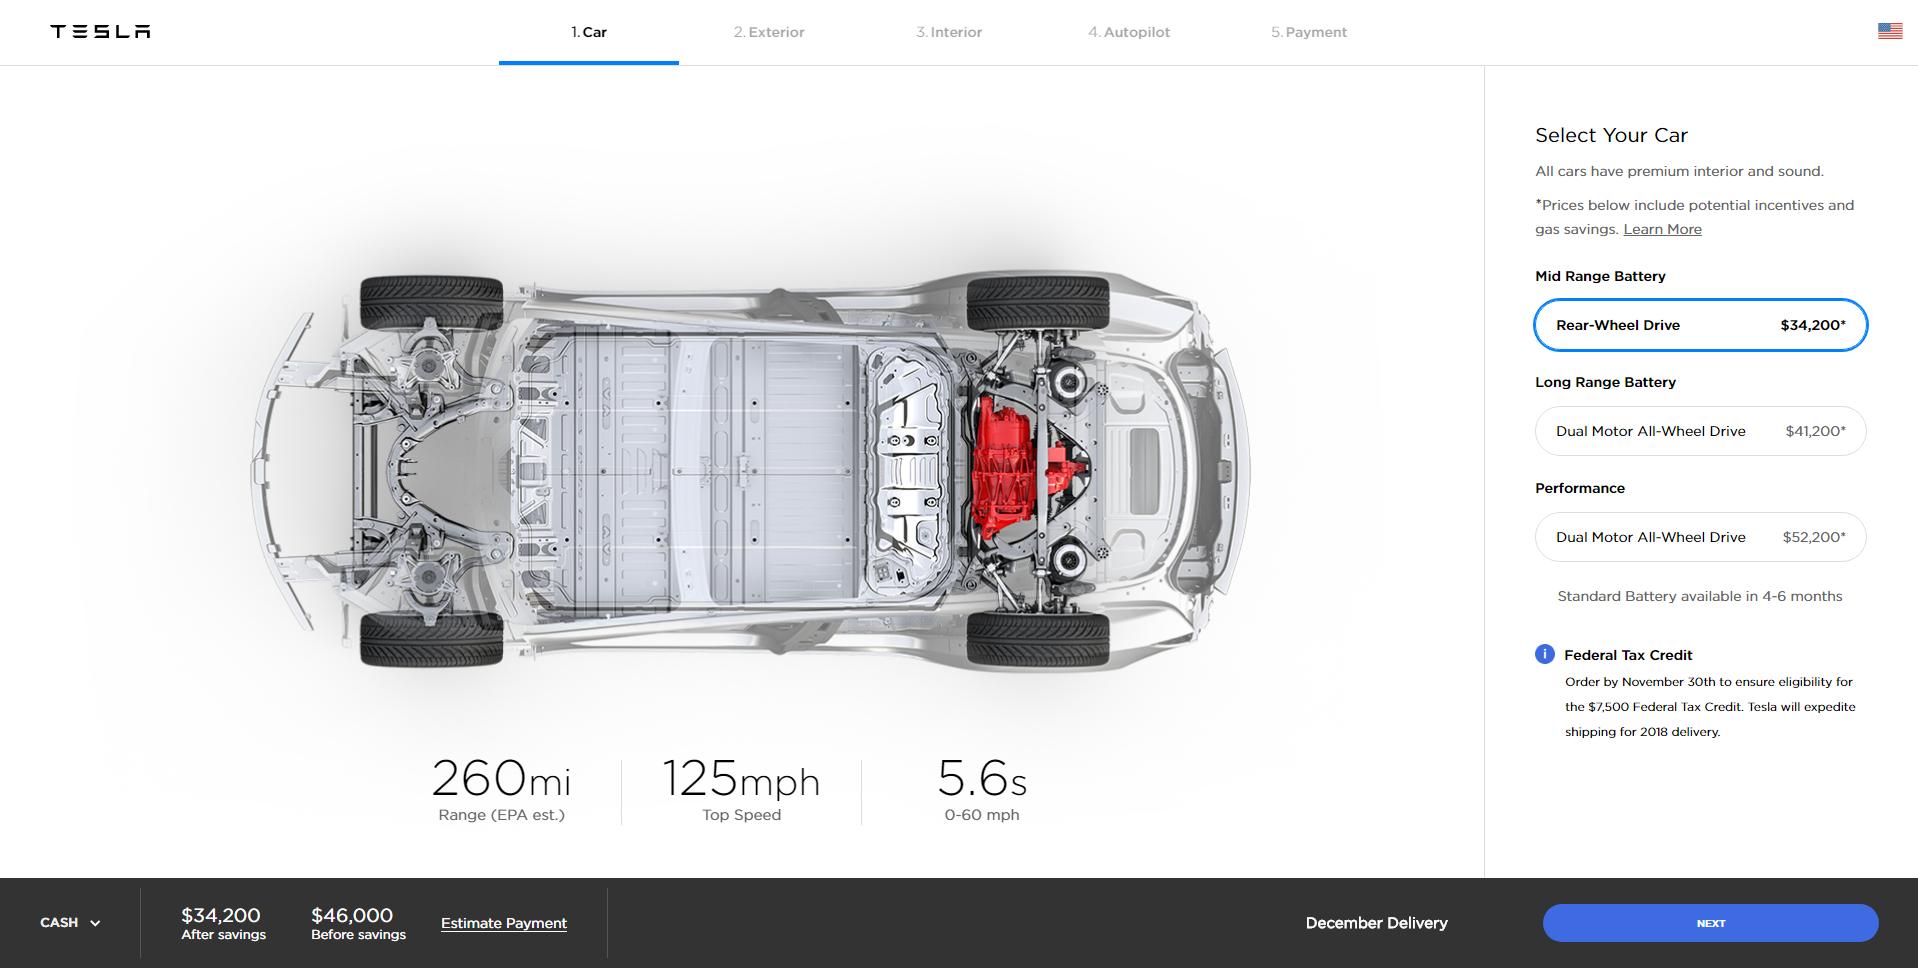 TESLA
1. Car
2. Exterior
3. Interior
4. Autopilot
5. Payment
Select Your Car
All cars have premium interior and sound.
*Prices below include potential incentives and
gas savings. Learn More
Mid Range Battery
Rear-Wheel Drive $34,200*
Long Range Battery
Dual Motor All-Wheel Drive $41,200*
Performance
Dual Motor All-Wheel Drive $52,200*
Standard Battery available in 4-6 months
i Federal Tax Credit
Order by November 30th to ensure eligibility for
the $7,500 Federal Tax Credit. Tesla will expedite
shipping for 2018 delivery.
260mi
Range (EPA est.)
125mph
Top Speed
5.6s
0-60 mph
CASH
$34,200
After savings
$46,000
Before savings
Estimate Payment
December Delivery
NEXT